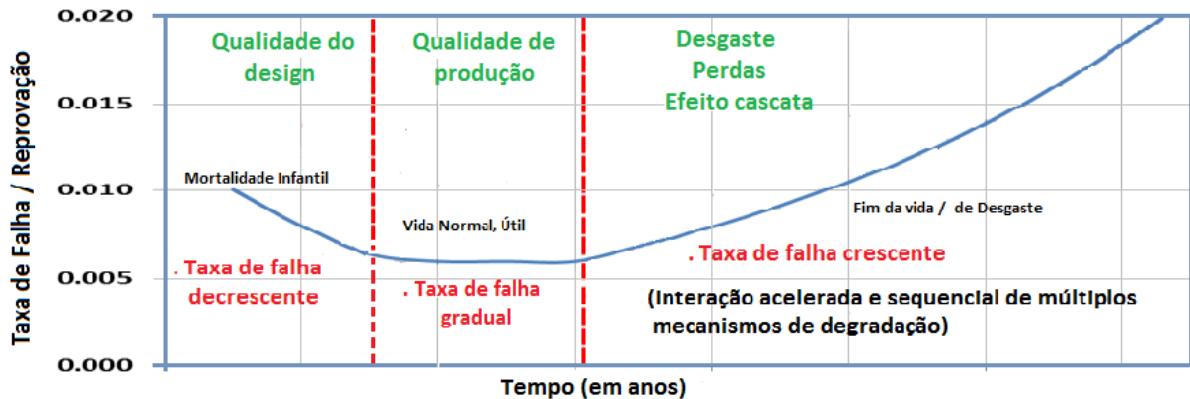 0.020
0.015
0.010
0.005
0.000
Taxa de Falha / Reprovação
Qualidade do
design
Qualidade de
produção
Desgaste
Perdas
Efeito cascata
Mortalidade Infantil
Vida Normal, Útil
Fim da vida / de Desgaste
. Taxa de falha
decrescente
. Taxa de falha
gradual
. Taxa de falha crescente
(Interação acelerada e sequencial de múltiplos
mecanismos de degradação)
Tempo (em anos)